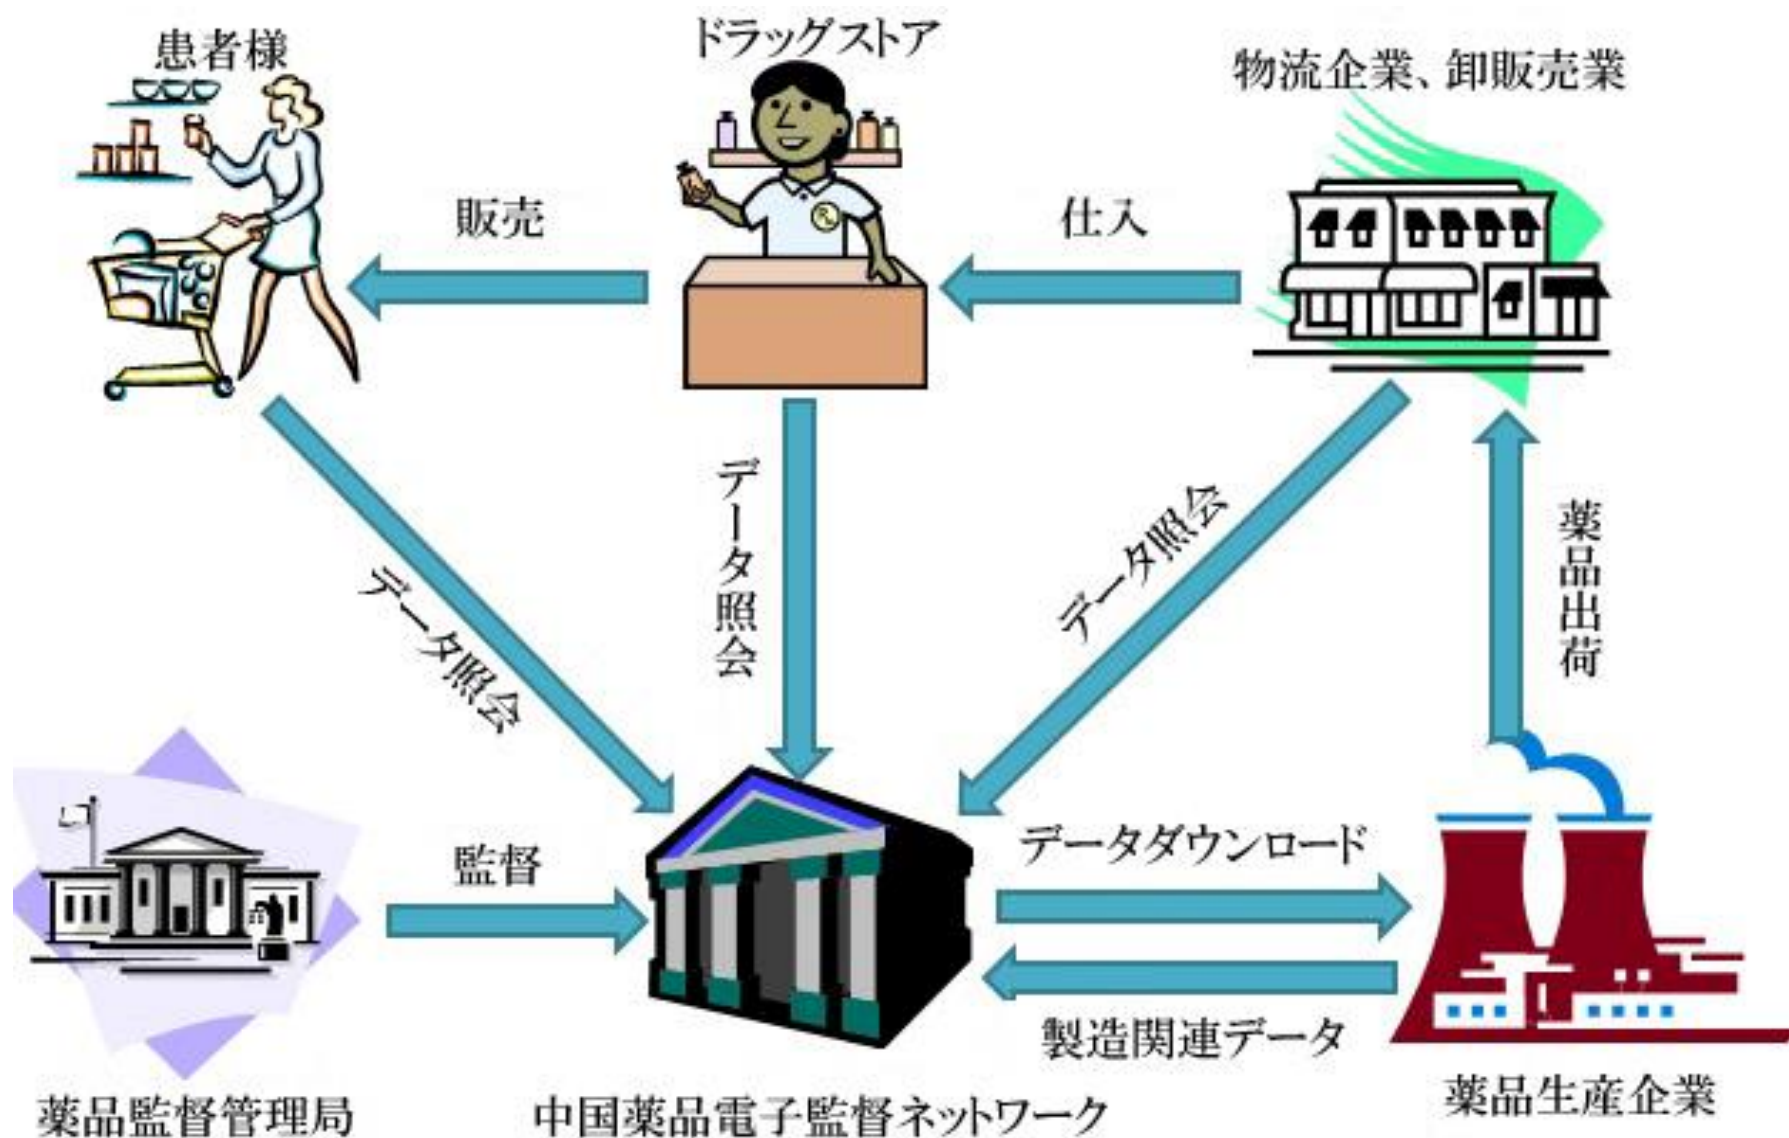 患者様
ドラッグストア
物流企業、卸販売業
販売
仕入
データ照会
データ照会
データ照会
薬品出荷
監督
データダウンロード
製造関連データ
薬品監督管理局
中国薬品電子監督ネットワーク
薬品生産企業